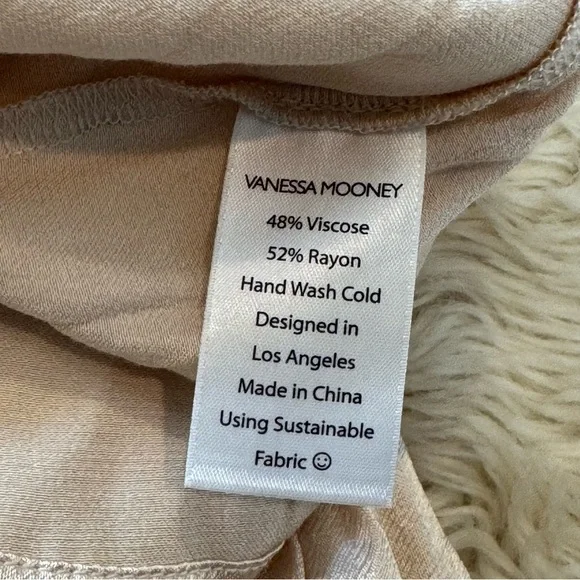 VANESSA MOONEY
48% Viscose
52% Rayon
Hand Wash Cold
Designed in
Los Angeles
Made in China
Using Sustainable
Fabric ☺